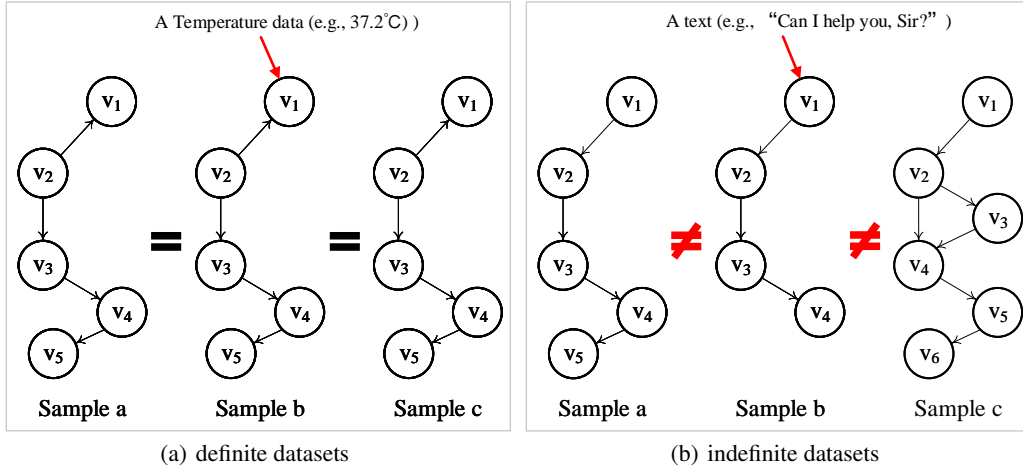 A Temperature data (e.g., 37.2℃) )
v1
v1
v1
v2
v2
v2
=
=
v3
v3
v3
v4
v4
v4
v5
v5
v5
Sample a
Sample b
Sample c
(a) definite datasets
A text (e.g., “Can I help you, Sir?” )
v1
v1
v1
v2
v2
v2
v3
≠
≠
v3
v3
v4
v4
v4
v5
v5
v6
Sample a
Sample b
Sample c
(b) indefinite datasets